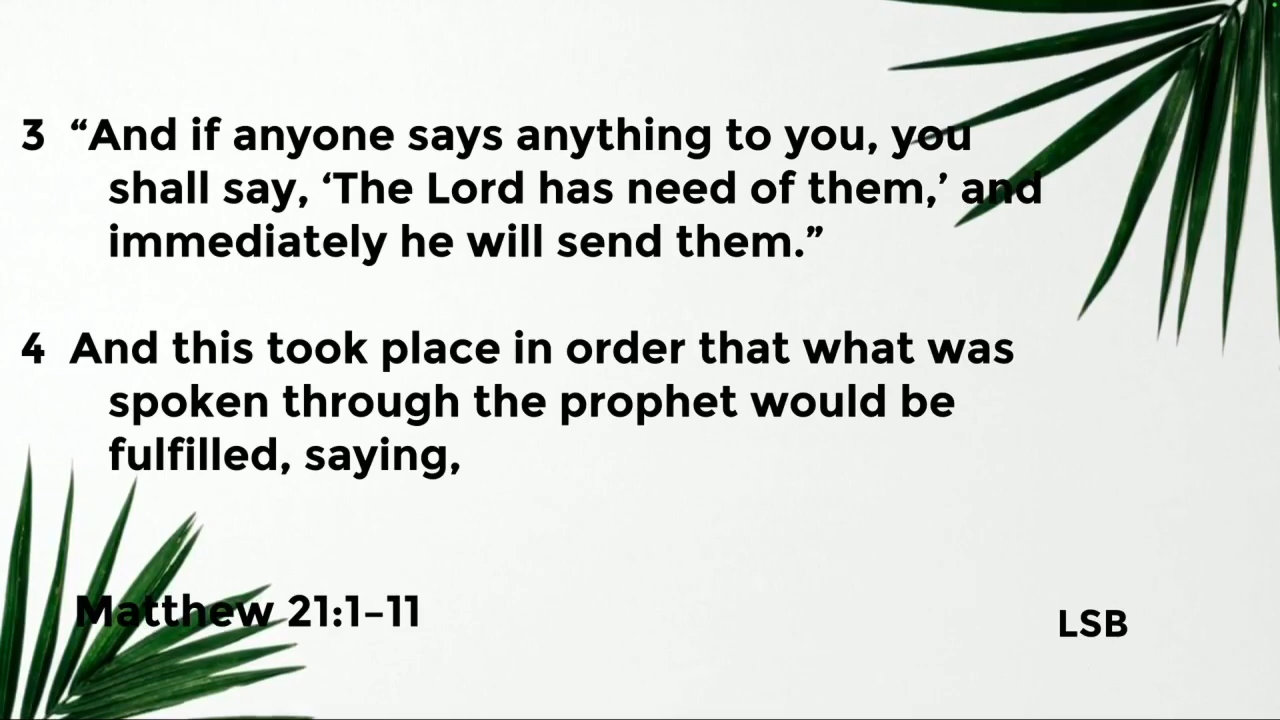 3 “And if anyone says anything to you, you
shall say, ‘The Lord has need of them,’ and
immediately he will send them.”
4 And this took place in order that what was
spoken through the prophet would be
fulfilled, saying,
Matthew 21:1–11
LSB